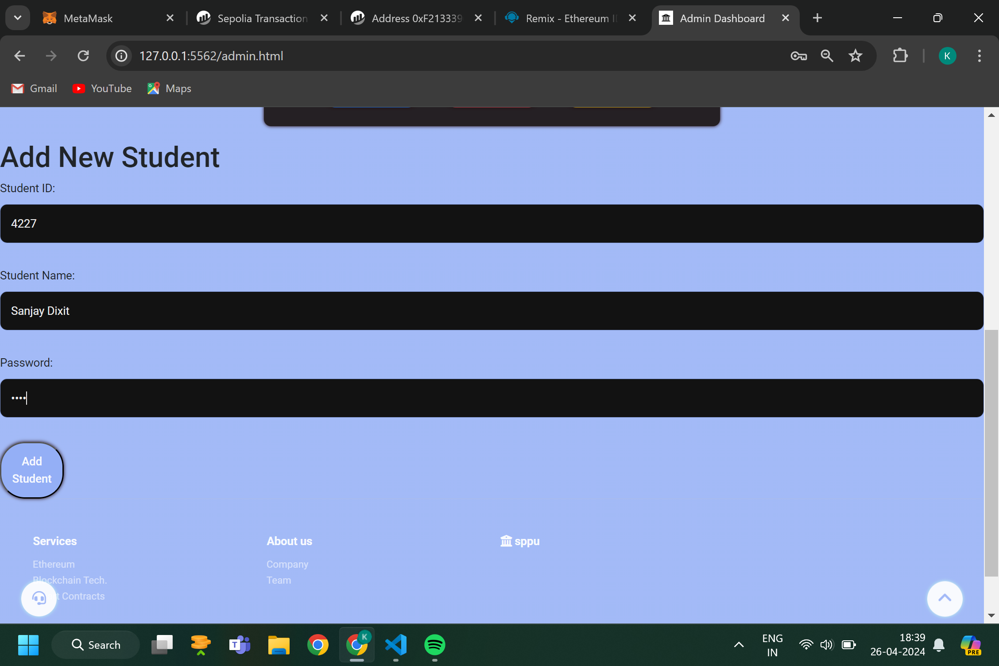 MetaMask
Sepolia Transaction
Address 0xF213339
Remix - Ethereum I
Admin Dashboard
127.0.0.1:5562/admin.html
K
Gmail
YouTube
Maps
Add New Student
Student ID:
4227
Student Name:
Sanjay Dixit
Password:
••••
Add
Student
Services
About us
sppu
Ethereum
Company
Blockchain Tech.
Team
t Contracts
Search
T
K
ENG
IN
18:39
26-04-2024
PRE